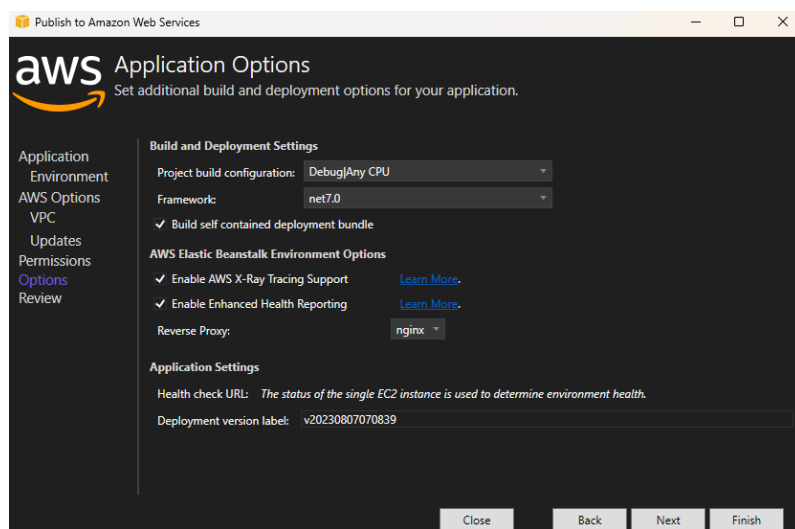 Publish to Amazon Web Services
aws
Application Options
Set additional build and deployment options for your application.
Application
Environment
AWS Options
VPC
Updates
Permissions
Options
Review
Build and Deployment Settings
Project build configuration: Debug|Any CPU
Framework: net7.0
Build self contained deployment bundle
AWS Elastic Beanstalk Environment Options
Enable AWS X-Ray Tracing Support Learn More.
Enable Enhanced Health Reporting Learn More.
Reverse Proxy: nginx
Application Settings
Health check URL: The status of the single EC2 instance is used to determine environment health.
Deployment version label: v20230807070839
Close Back Next Finish